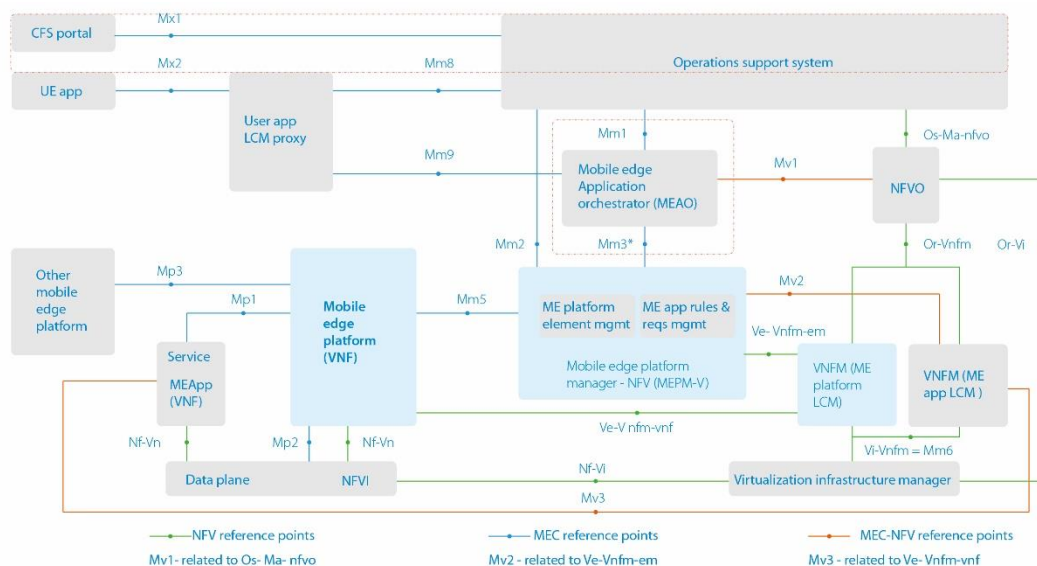 Mx1
CFS portal
Operations support system
Mx2
Mm8
UE app
User app
LCM proxy
Mm1
Os-Ma-nfvo
Mm9
Mobile edge
Application
orchestrator (MEAO)
Mv1
NFVO
Mm2
Mm3*
Or-Vnfm
Or-Vi
Other
mobile
edge
platform
Mp3
Mp1
Mobile
edge
platform
(VNF)
Mm5
ME platform
element mgmt
ME app rules &
reqs mgmt
Mv2
Ve- Vnfm-em
Mobile edge platform
manager - NFV (MEPM-V)
Service
MEApp
(VNF)
VNFM (ME
platform
LCM)
VNFM (ME
app LCM )
Ve-V nfm-vnf
Nf-Vn
Mp2
Nf-Vn
Vi-Vnfm = Mm6
Data plane
NFVI
Nf-Vi
Virtualization infrastructure manager
Mv3
NFV reference points
MEC reference points
MEC-NFV reference points
Mv1- related to Os- Ma- nfvo
Mv2 - related to Ve-Vnfm-em
Mv3 - related to Ve- Vnfm-vnf